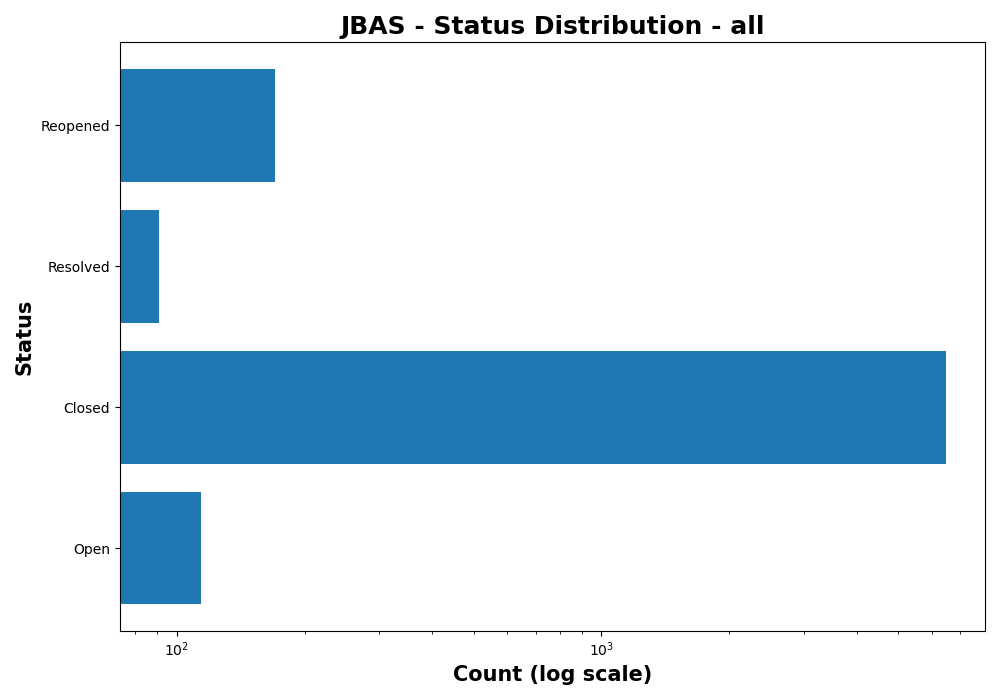 JBAS - Status Distribution - all
Reopened
Resolved
Closed
Open
Status
10²
10³
Count (log scale)